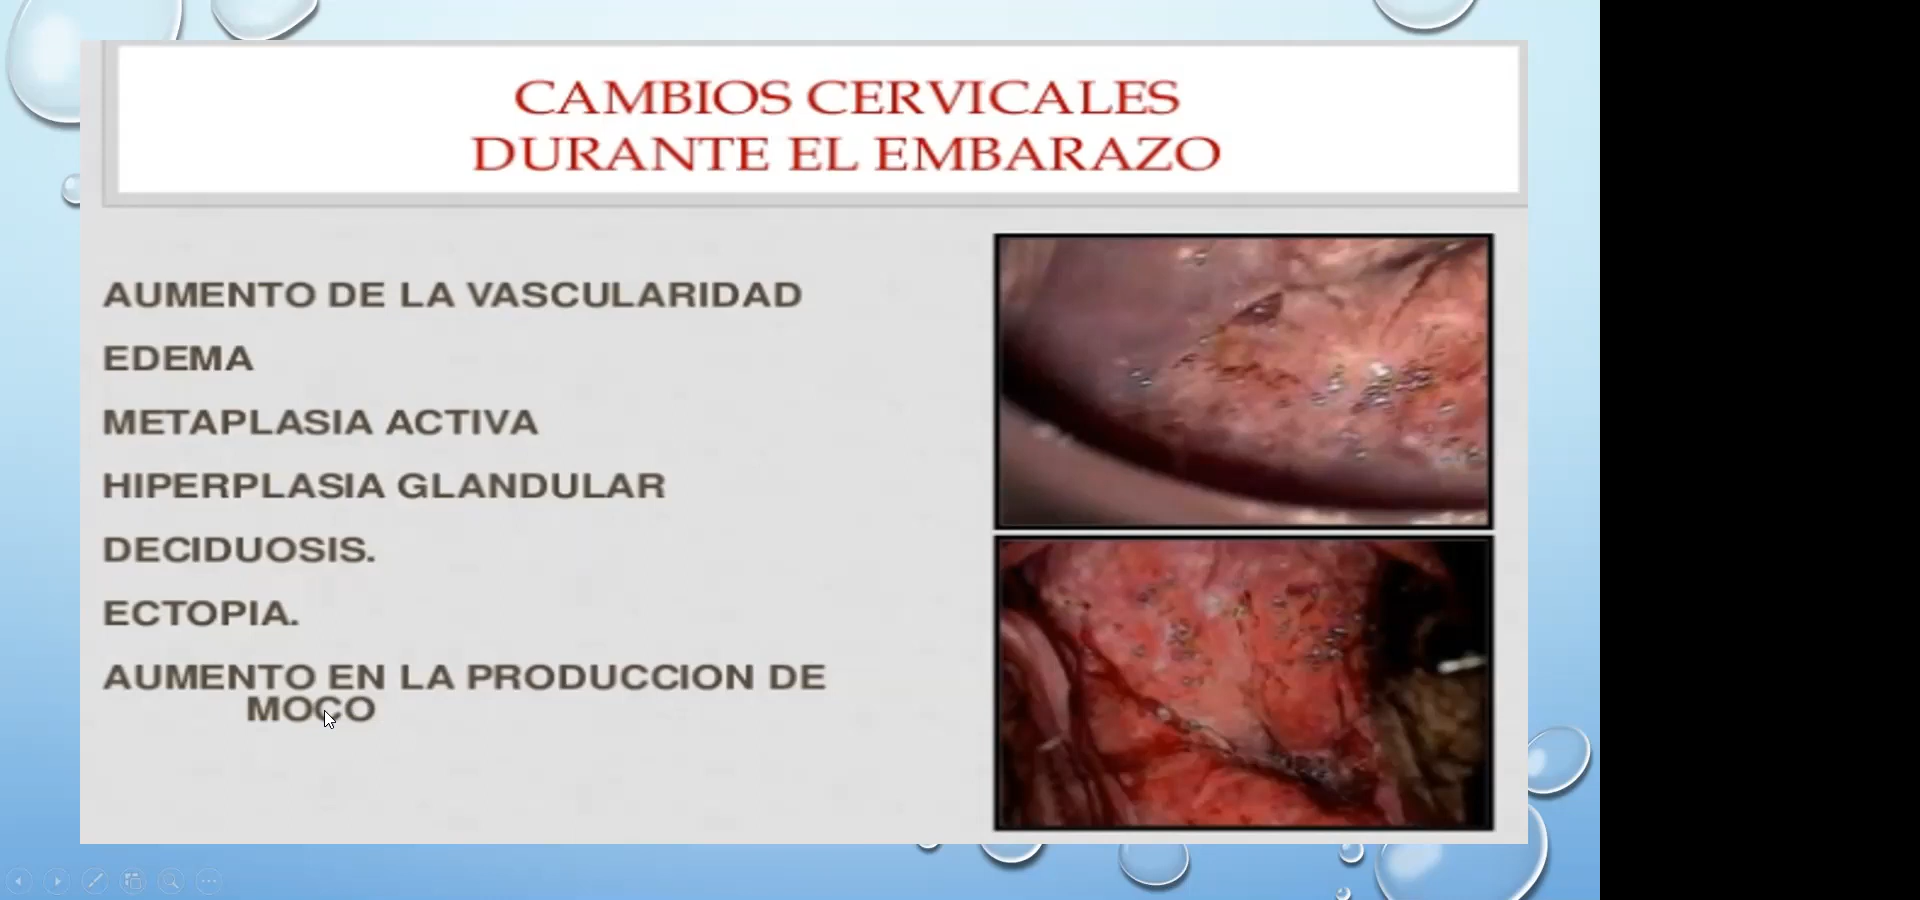 CAMBIOS CERVICALES
DURANTE EL EMBARAZO
AUMENTO DE LA VASCULARIDAD
EDEMA
METAPLASIA ACTIVA
HIPERPLASIA GLANDULAR
DECIDUOSIS.
ECTOPIA.
AUMENTO EN LA PRODUCCION DE
MOCO